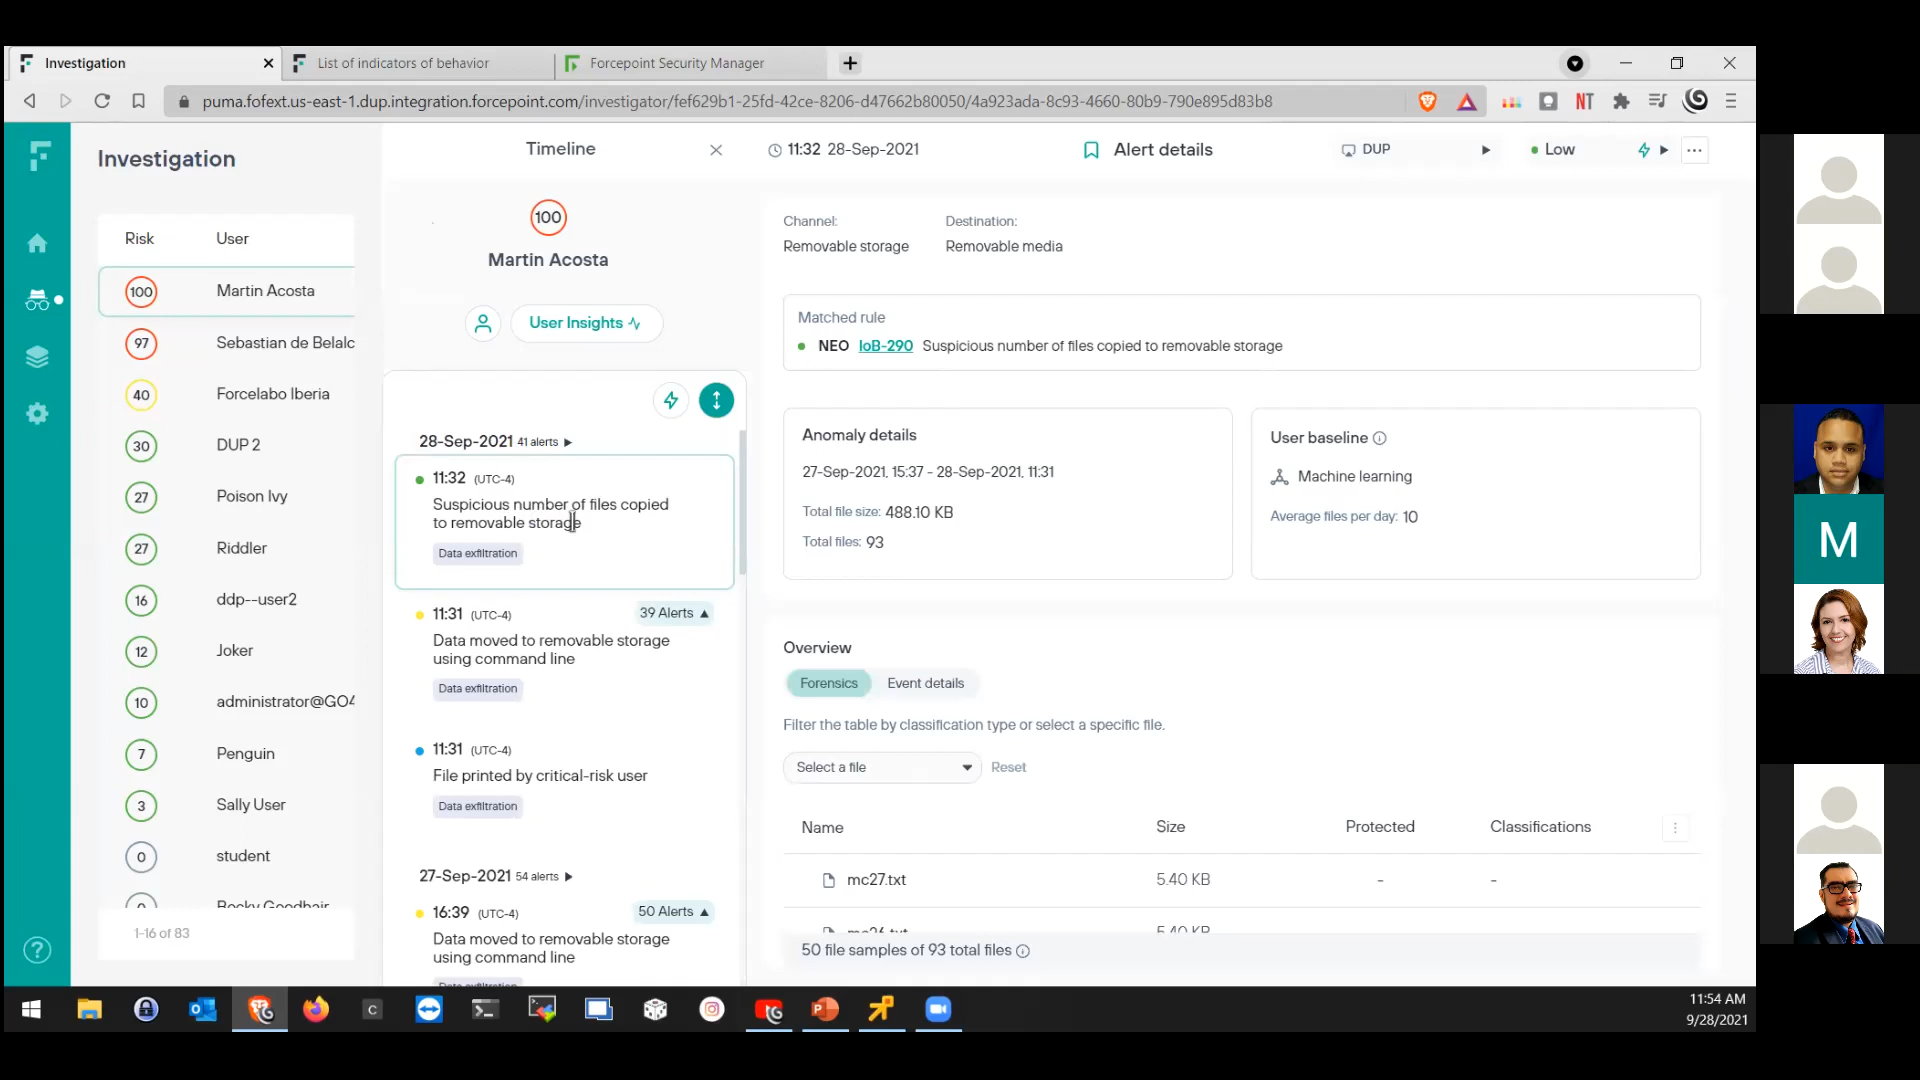 Investigation
List of indicators of behavior
Forcepoint Security Manager
puma.fofext.us-east-1.dup.integration.forcepoint.com/investigator/fef629b1-25fd-42ce-8206-d47662b80050/4a923ada-8c93-4660-80b9-790e895d83b8
NT
Investigation
Risk User
100 Martin Acosta
97 Sebastian de Belalc
40 Forcelabo Iberia
30 DUP 2
27 Poison Ivy
27 Riddler
16 ddp--user2
12 Joker
10 administrator@GO4
7 Penguin
3 Sally User
0 student
0 Rocky Goodhair
1-16 of 83
Timeline
100
Martin Acosta
User Insights
28-Sep-2021 41 alerts
11:32 (UTC-4)
Suspicious number of files copied
to removable storage
Data exfiltration
11:31 (UTC-4) 39 Alerts
Data moved to removable storage
using command line
Data exfiltration
11:31 (UTC-4)
File printed by critical-risk user
Data exfiltration
27-Sep-2021 54 alerts
16:39 (UTC-4) 50 Alerts
Data moved to removable storage
using command line
Data exfiltration
11:32 28-Sep-2021
Alert details
DUP
Low
Channel: Destination:
Removable storage Removable media
Matched rule
NEO IoB-290 Suspicious number of files copied to removable storage
Anomaly details
27-Sep-2021, 15:37 - 28-Sep-2021, 11:31
Total file size: 488.10 KB
Total files: 93
User baseline
Machine learning
Average files per day: 10
Overview
Forensics Event details
Filter the table by classification type or select a specific file.
Select a file Reset
Name Size Protected Classifications
mc27.txt 5.40 KB - -
mc26.txt 5.40 KB
50 file samples of 93 total files
M
C
11:54 AM
9/28/2021